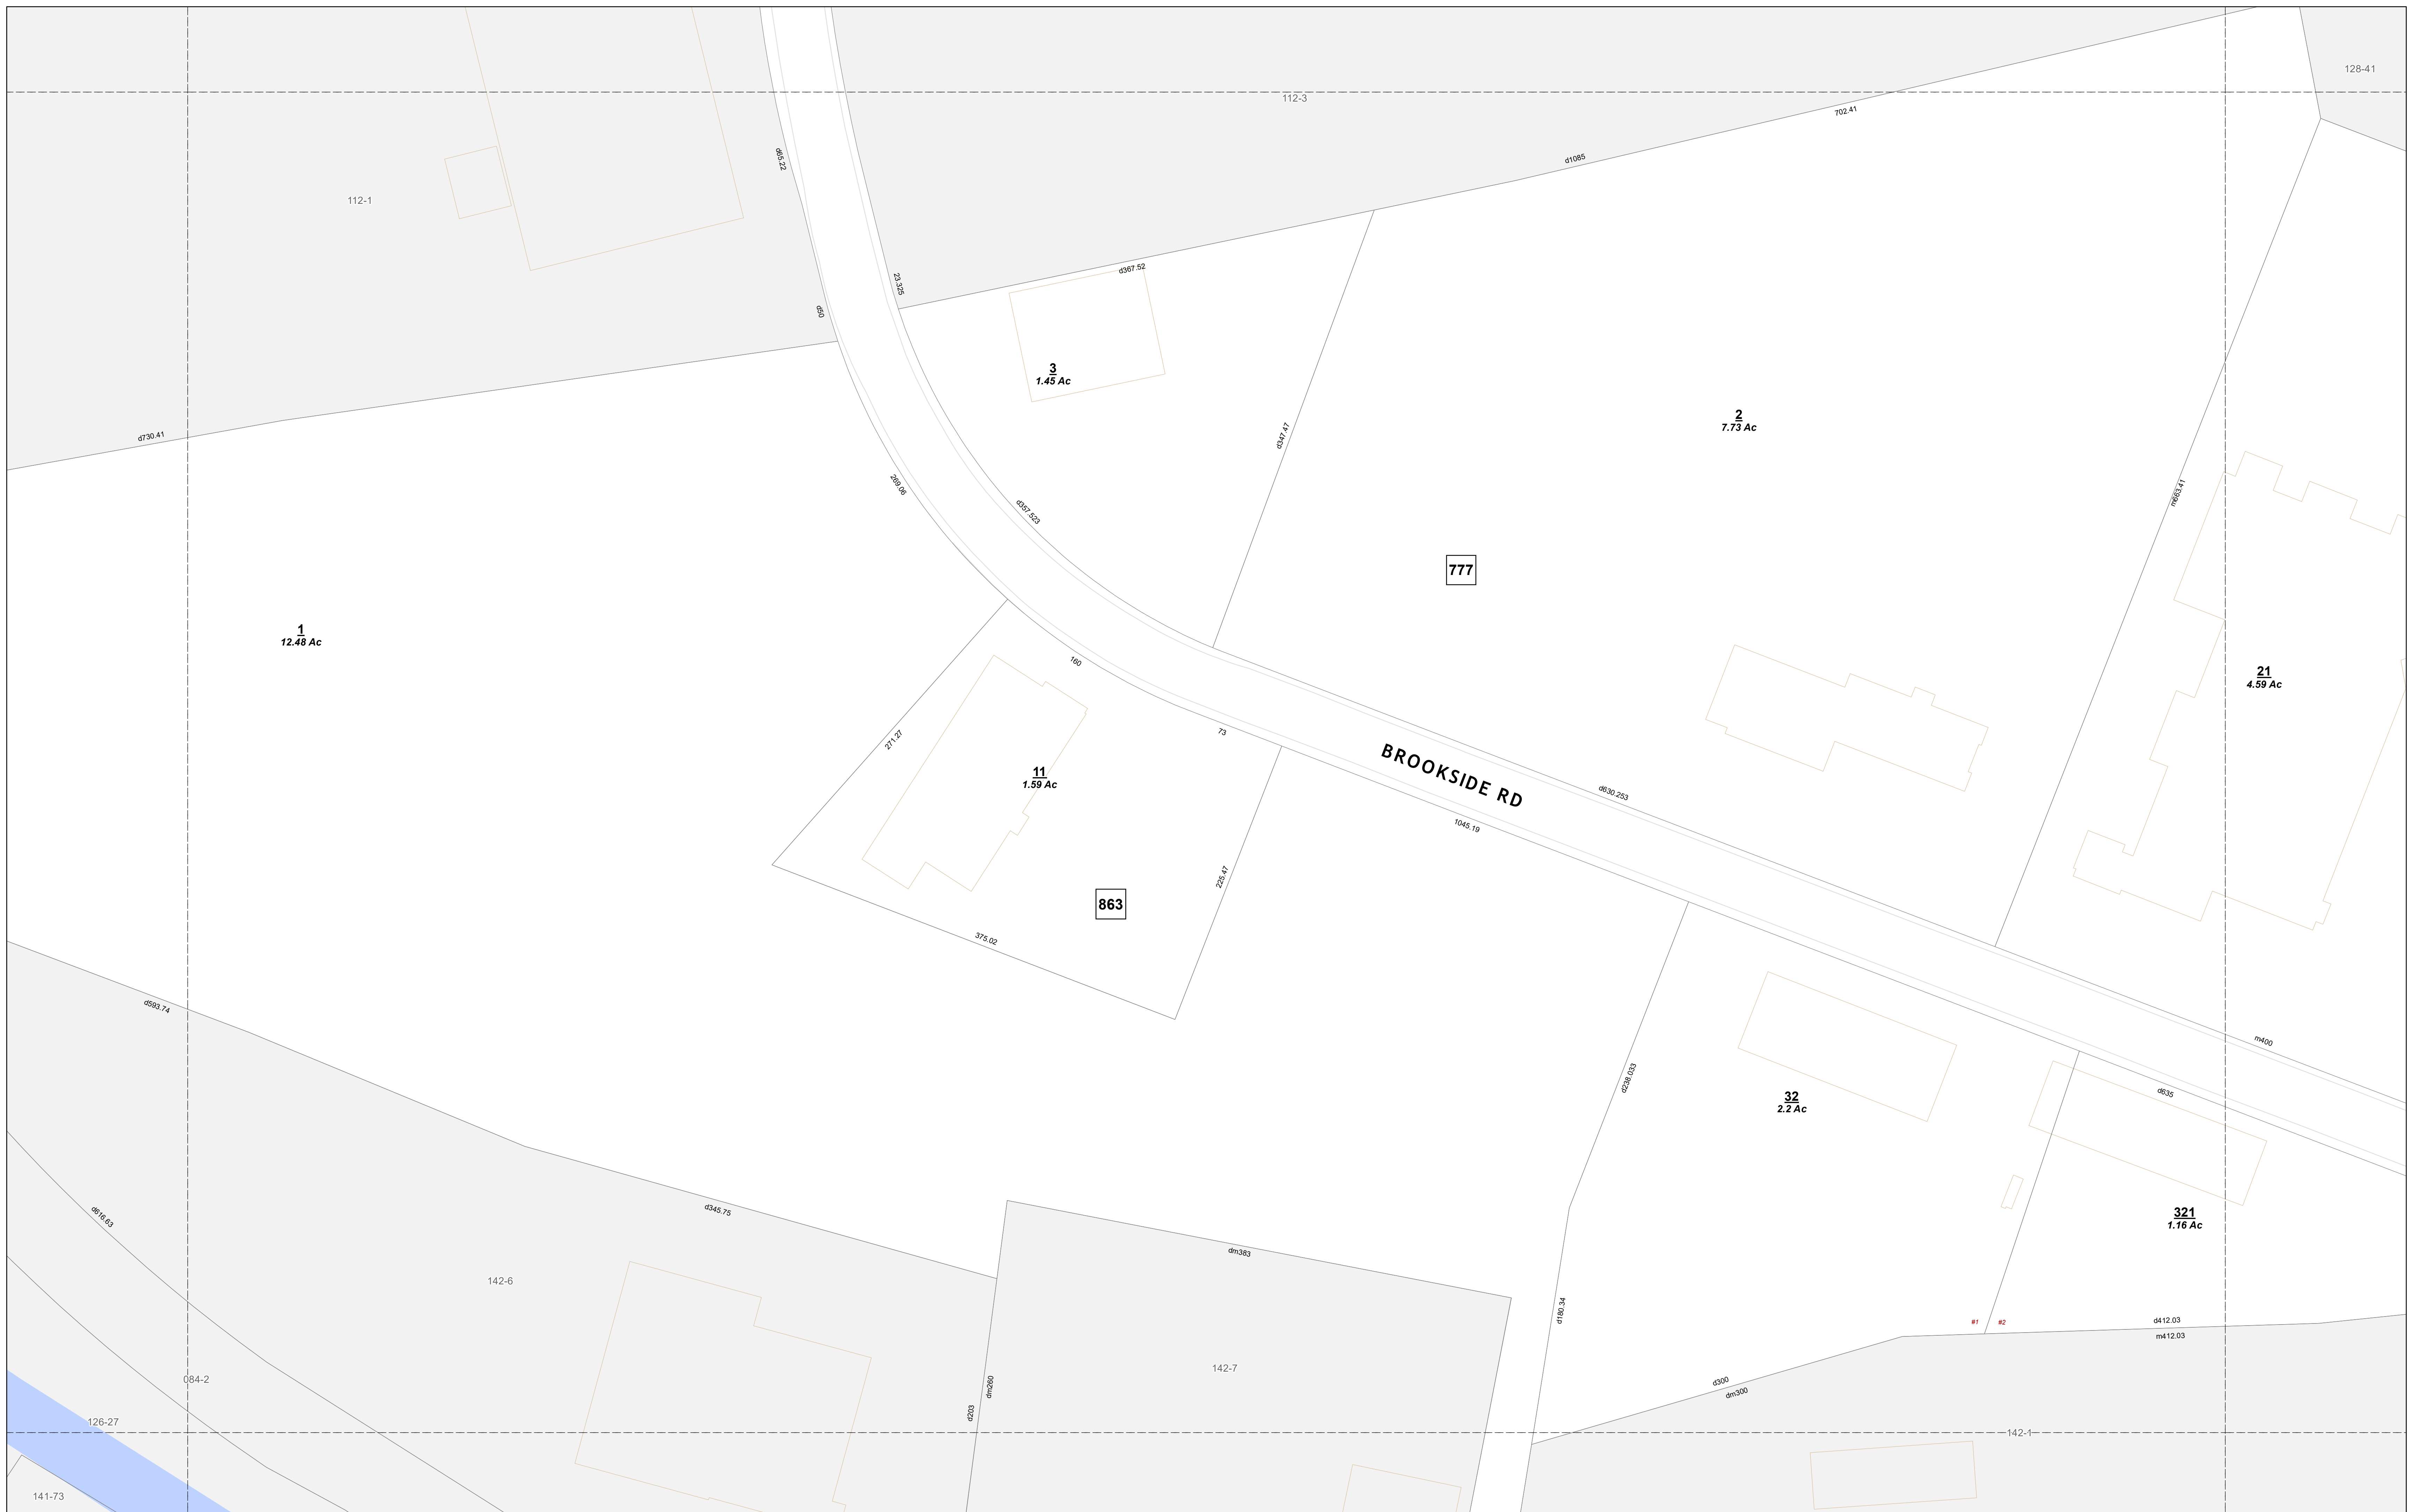 128-41
112-3
702.41
d1085
d65.22
112-1
d367.52
23.325
d50
3
1.45 Ac
2
7.73 Ac
d347.47
d730.41
269.06
m663.41
d357.523
777
1
12.48 Ac
160
21
4.59 Ac
73
271.27
11
1.59 Ac
BROOKSIDE RD
d630.253
1045.19
225.47
863
375.02
d593.74
m400
d238.033
d635
32
2.2 Ac
d345.75
d616.63
321
1.16 Ac
dm383
142-6
d180.34
#1
#2
d412.03
m412.03
142-7
084-2
d300
dm300
dm260
d203
126-27
142-1
141-73